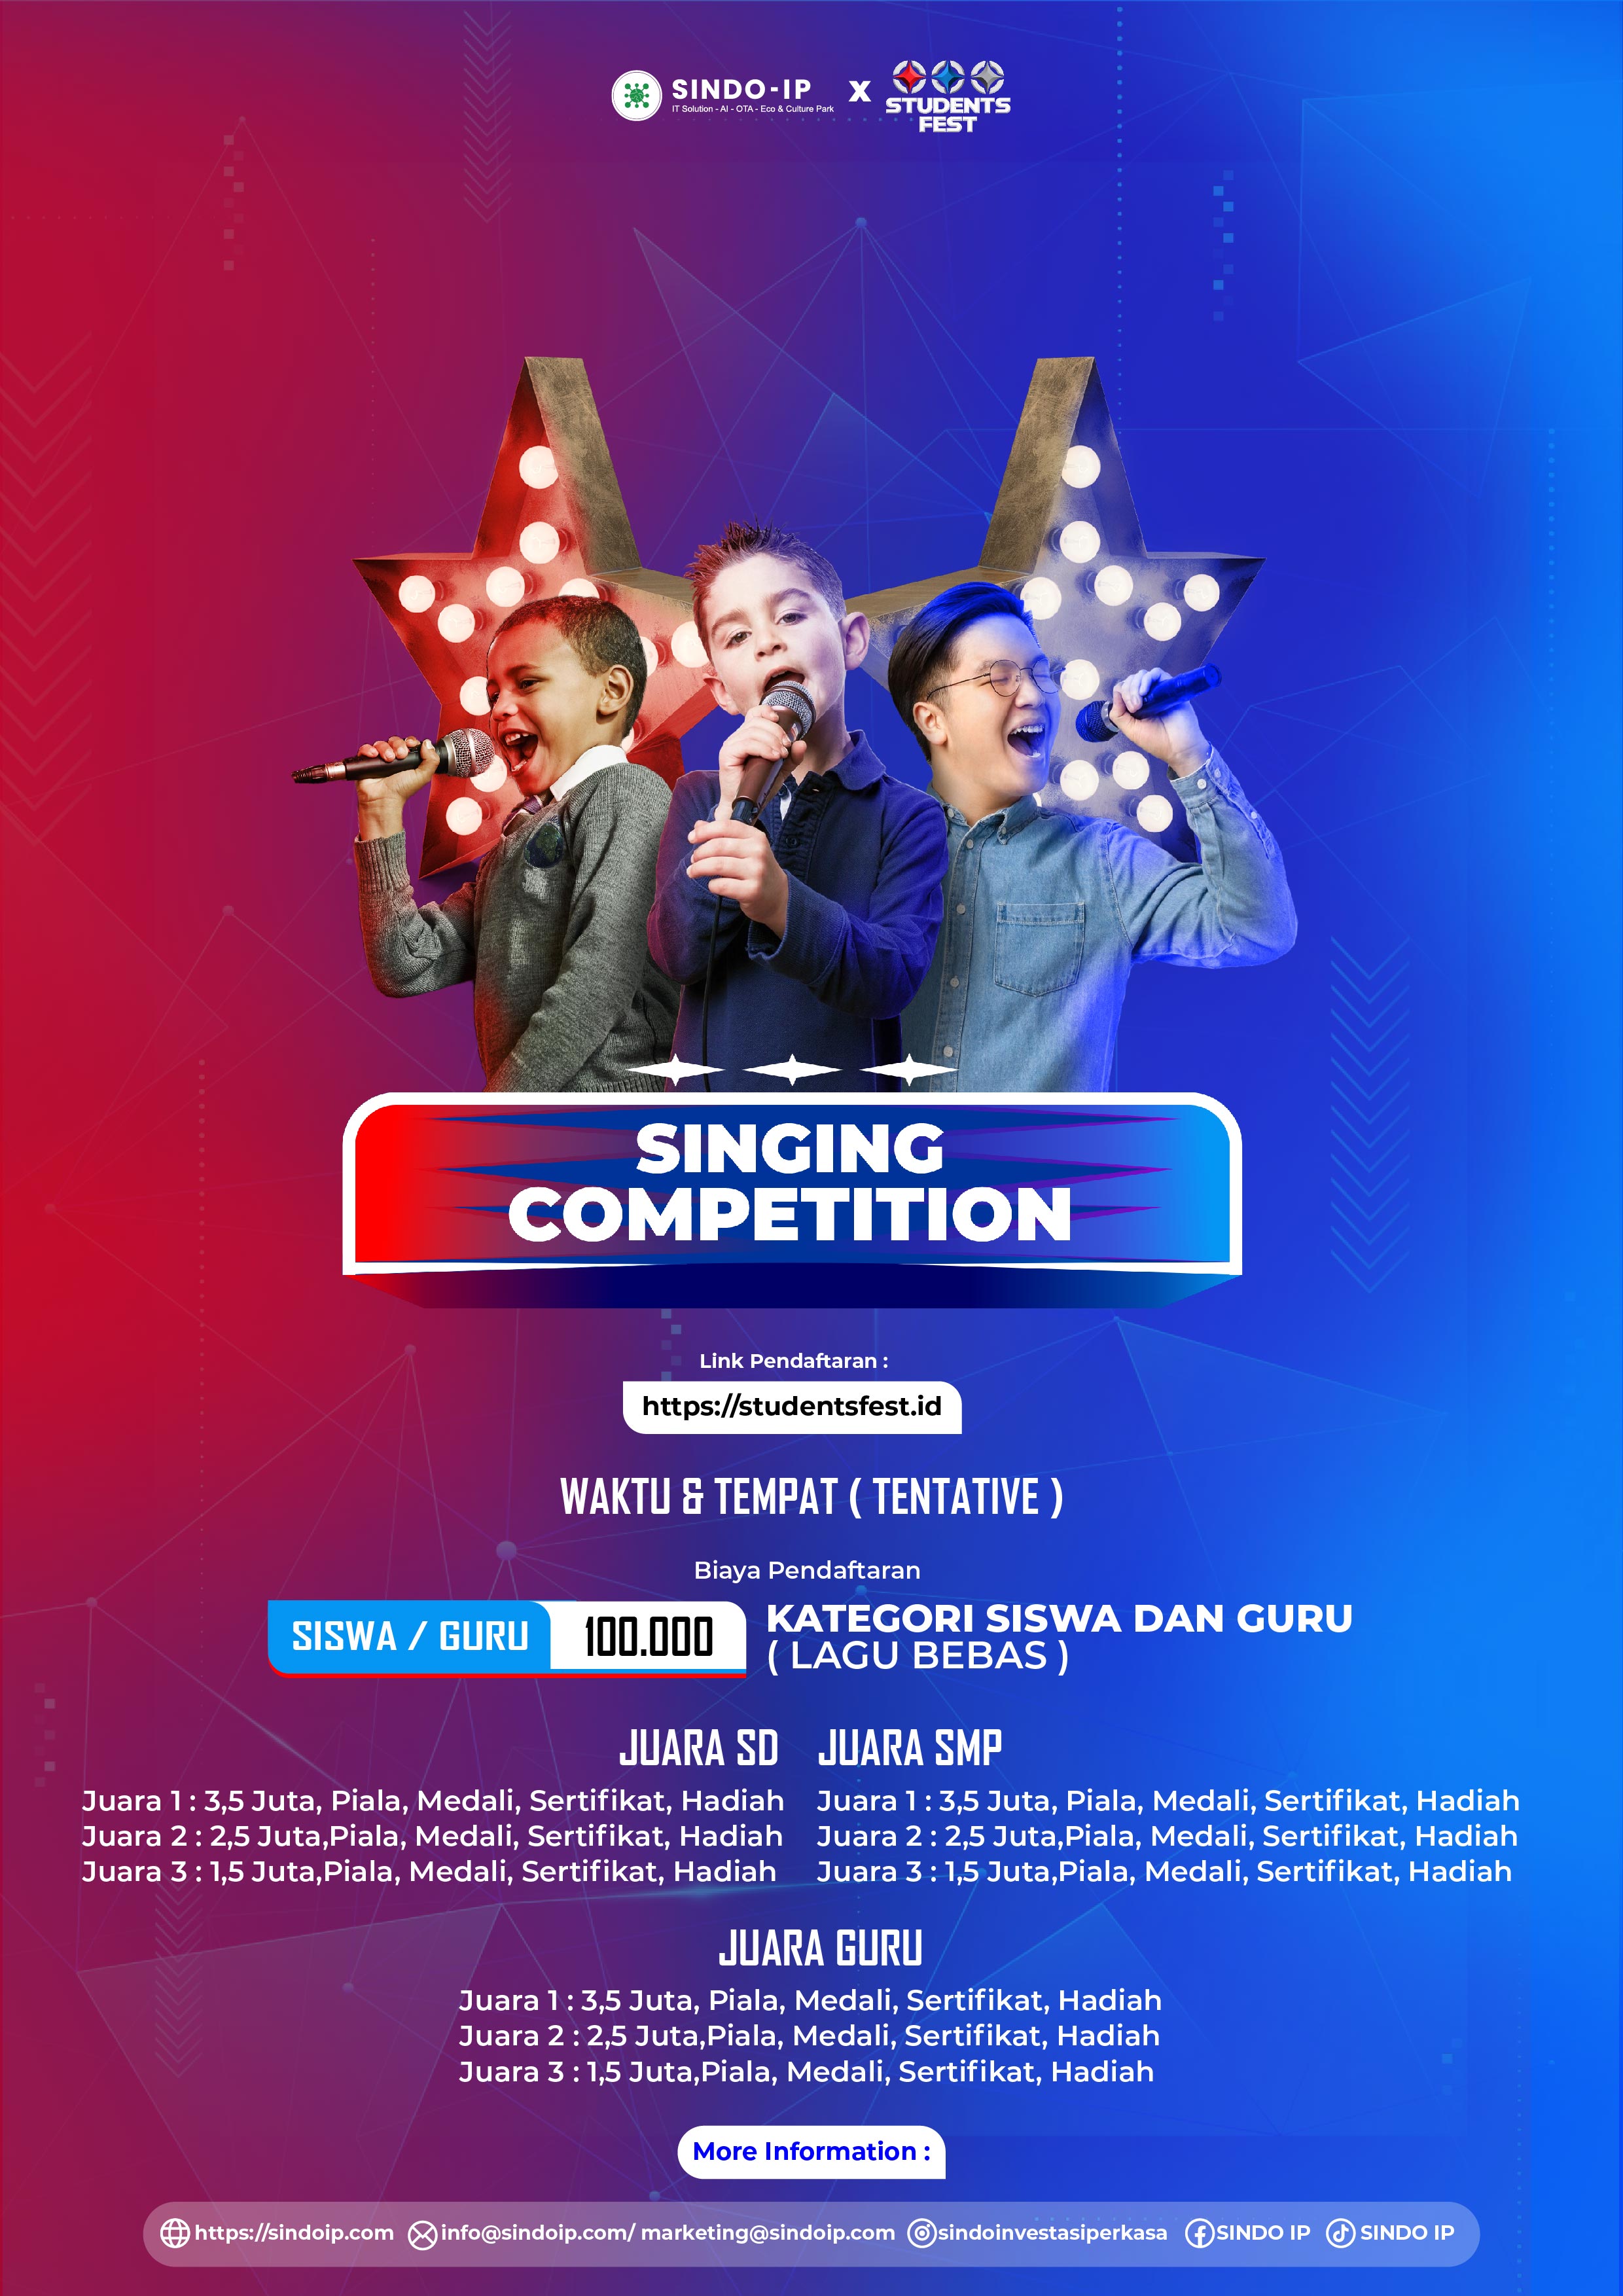 SINDO-IP
IT Solution - AI - OTA - Eco & Culture Park
X
STUDENTS
FEST
SINGING
COMPETITION
Link Pendaftaran :
https://studentsfest.id
WAKTU & TEMPAT ( TENTATIVE )
Biaya Pendaftaran
SISWA / GURU 100.000
KATEGORI SISWA DAN GURU
( LAGU BEBAS )
JUARA SD
Juara 1 : 3,5 Juta, Piala, Medali, Sertifikat, Hadiah
Juara 2 : 2,5 Juta,Piala, Medali, Sertifikat, Hadiah
Juara 3 : 1,5 Juta,Piala, Medali, Sertifikat, Hadiah
JUARA SMP
Juara 1 : 3,5 Juta, Piala, Medali, Sertifikat, Hadiah
Juara 2 : 2,5 Juta,Piala, Medali, Sertifikat, Hadiah
Juara 3 : 1,5 Juta,Piala, Medali, Sertifikat, Hadiah
JUARA GURU
Juara 1 : 3,5 Juta, Piala, Medali, Sertifikat, Hadiah
Juara 2 : 2,5 Juta,Piala, Medali, Sertifikat, Hadiah
Juara 3 : 1,5 Juta,Piala, Medali, Sertifikat, Hadiah
More Information :
https://sindoip.com info@sindoip.com/ marketing@sindoip.com sindoinvestasiperkasa SINDO IP SINDO IP